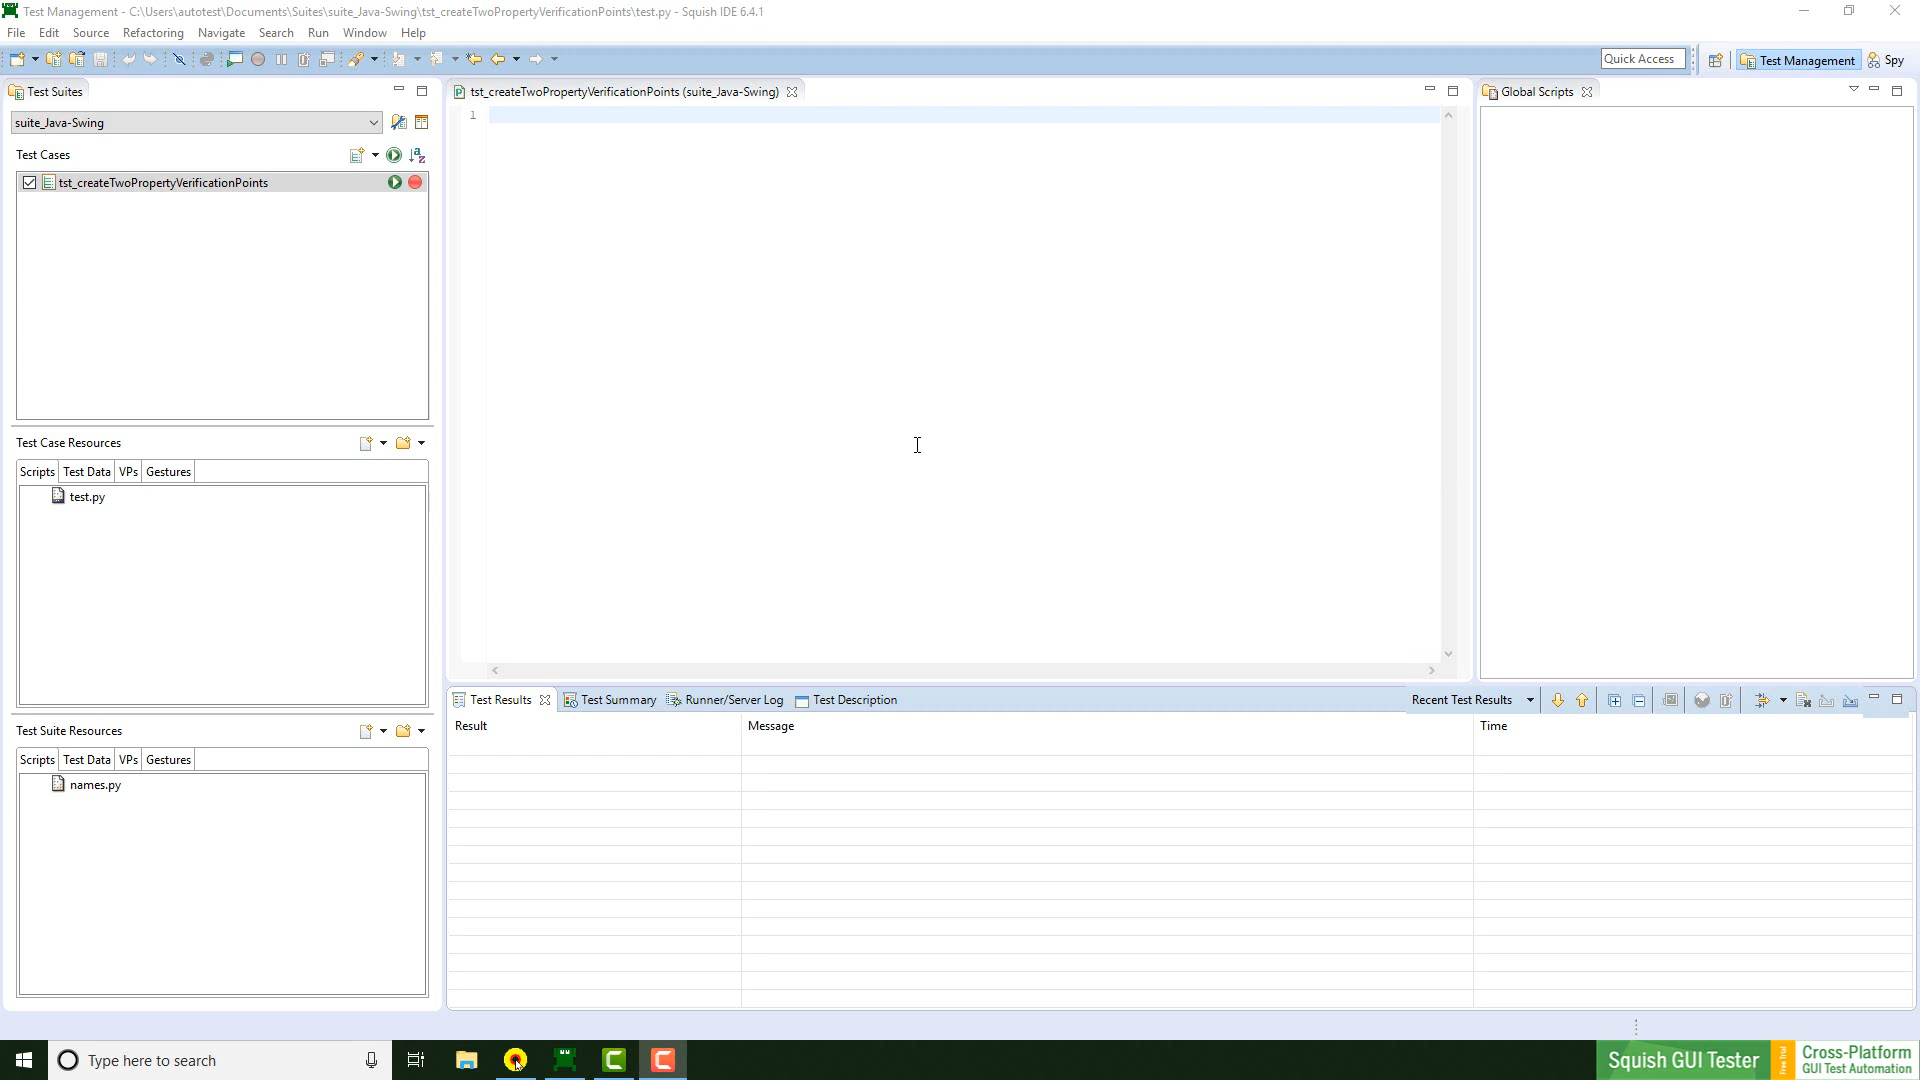 Test Management - C:\Users\autotest\Documents\Suites\suite_Java-Swing\tst_createTwoPropertyVerificationPoints\test.py - Squish IDE 6.4.1
File Edit Source Refactoring Navigate Search Run Window Help
Quick Access
Test Management
Spy
Test Suites
suite_Java-Swing
Test Cases
tst_createTwoPropertyVerificationPoints
Test Case Resources
Scripts Test Data VPs Gestures
test.py
Test Suite Resources
Scripts Test Data VPs Gestures
names.py
tst_createTwoPropertyVerificationPoints (suite_Java-Swing)
1
Global Scripts
Test Results Test Summary Runner/Server Log Test Description
Recent Test Results
Result Message Time
Type here to search
Squish GUI Tester
Free Trial
Cross-Platform
GUI Test Automation